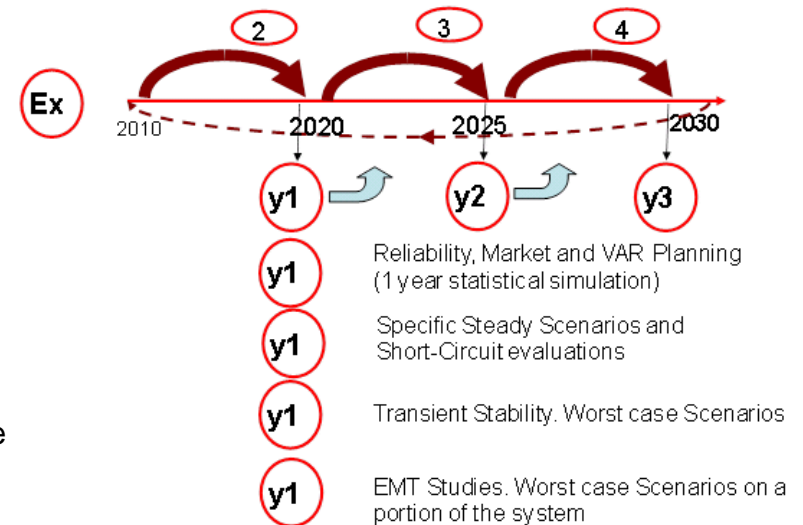 2 3 4
Ex
2010 2020 2025 2030
y1 y2 y3
y1 Reliability, Market and VAR Planning
(1 year statistical simulation)
y1 Specific Steady Scenarios and
Short-Circuit evaluations
y1 Transient Stability. Worst case Scenarios
e
y1 EMT Studies. Worst case Scenarios on a
portion of the system